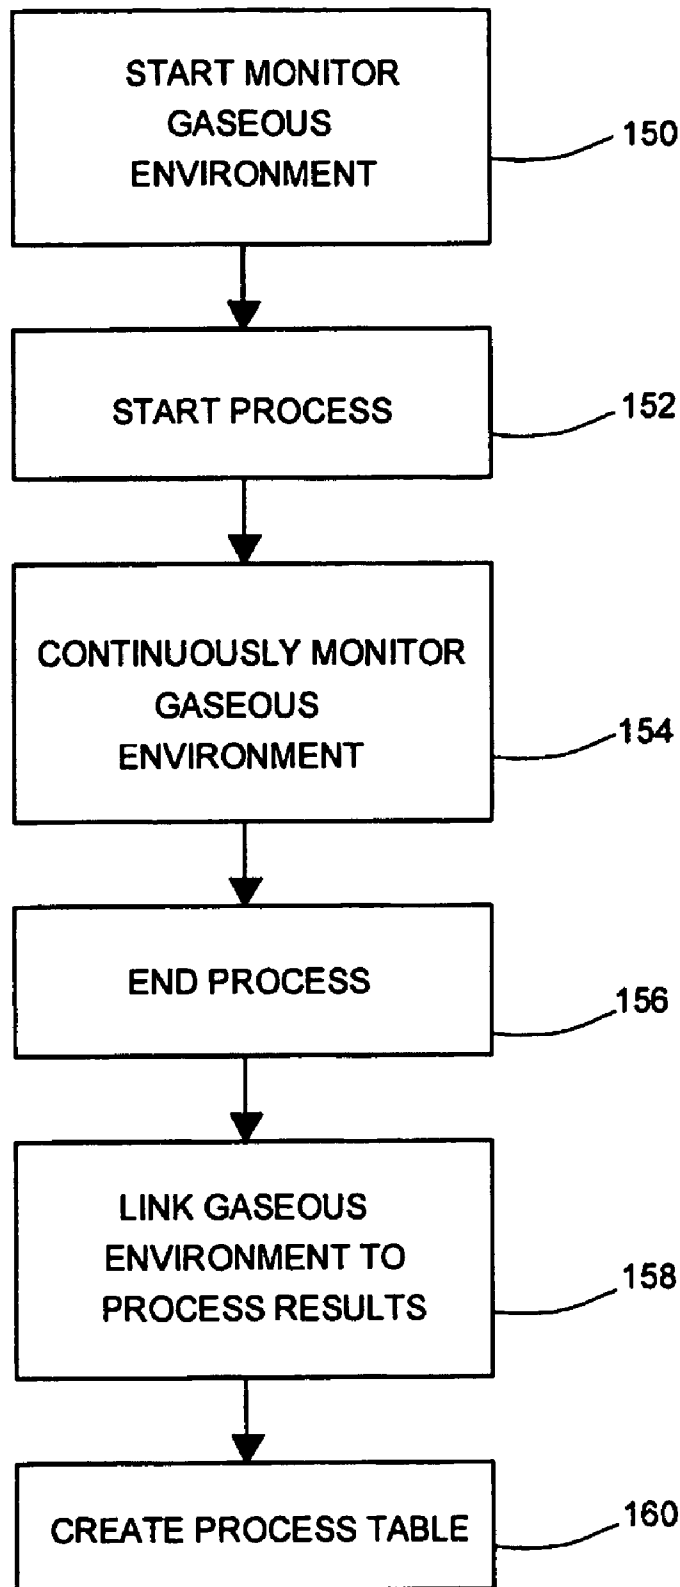 START MONITOR
GASEOUS
ENVIRONMENT
150
START PROCESS
152
CONTINUOUSLY MONITOR
GASEOUS
ENVIRONMENT
154
END PROCESS
156
LINK GASEOUS
ENVIRONMENT TO
PROCESS RESULTS
158
CREATE PROCESS TABLE
160